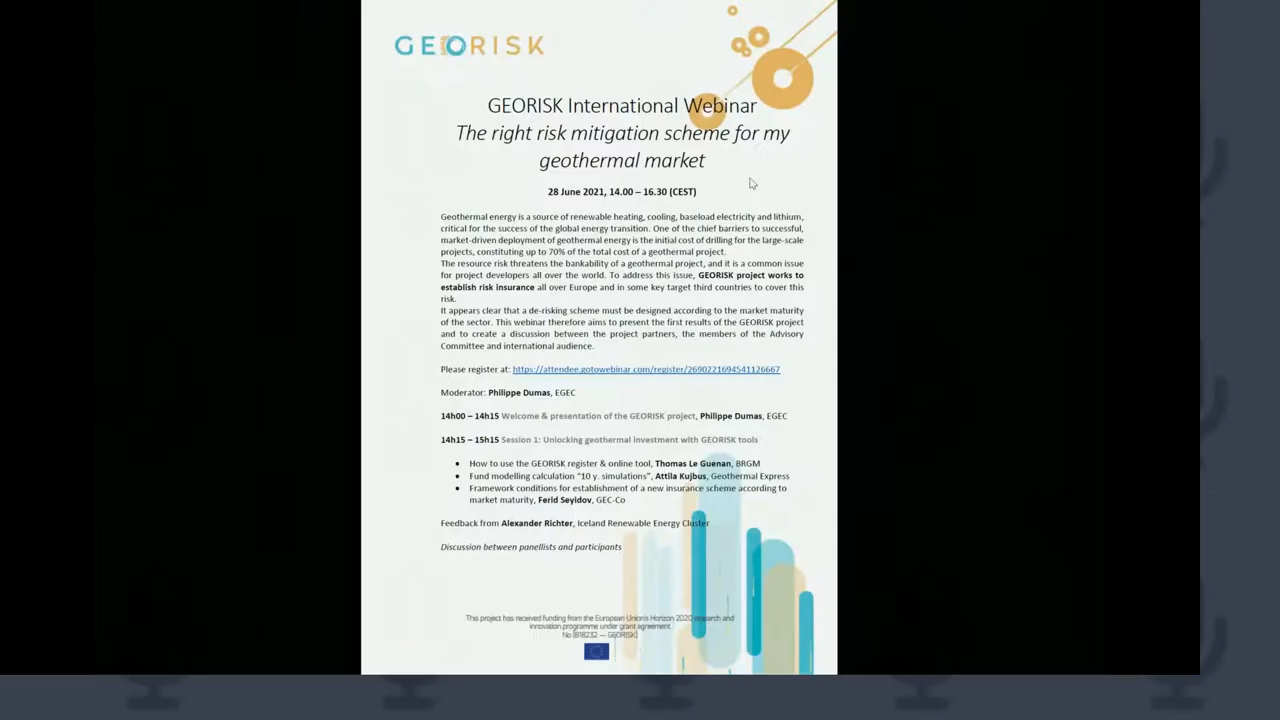 GEORISK
GEORISK International Webinar
The right risk mitigation scheme for my
geothermal market
28 June 2021, 14.00 – 16.30 (CEST)
Geothermal energy is a source of renewable heating, cooling, baseload electricity and lithium,
critical for the success of the global energy transition. One of the chief barriers to successful,
market-driven deployment of geothermal energy is the initial cost of drilling for the large-scale
projects, constituting up to 70% of the total cost of a geothermal project.
The resource risk threatens the bankability of a geothermal project, and it is a common issue
for project developers all over the world. To address this issue, GEORISK project works to
establish risk insurance all over Europe and in some key target third countries to cover this
risk.
It appears clear that a de-risking scheme must be designed according to the market maturity
of the sector. This webinar therefore aims to present the first results of the GEORISK project
and to create a discussion between the project partners, the members of the Advisory
Committee and international audience.
Please register at: https://attendee.gotowebinar.com/register/2690221694541126667
Moderator: Philippe Dumas, EGEC
14h00 – 14h15 Welcome & presentation of the GEORISK project, Philippe Dumas, EGEC
14h15 – 15h15 Session 1: Unlocking geothermal investment with GEORISK tools
• How to use the GEORISK register & online tool, Thomas Le Guenan, BRGM
• Fund modelling calculation "10 y. simulations", Attila Kujbus, Geothermal Express
• Framework conditions for establishment of a new insurance scheme according to
market maturity, Ferid Seyidov, GEC-Co
Feedback from Alexander Richter, Iceland Renewable Energy Cluster
Discussion between panellists and participants
This project has received funding from the European Union's Horizon 2020 research and
innovation programme under grant agreement
No [818232 — GEORISK]